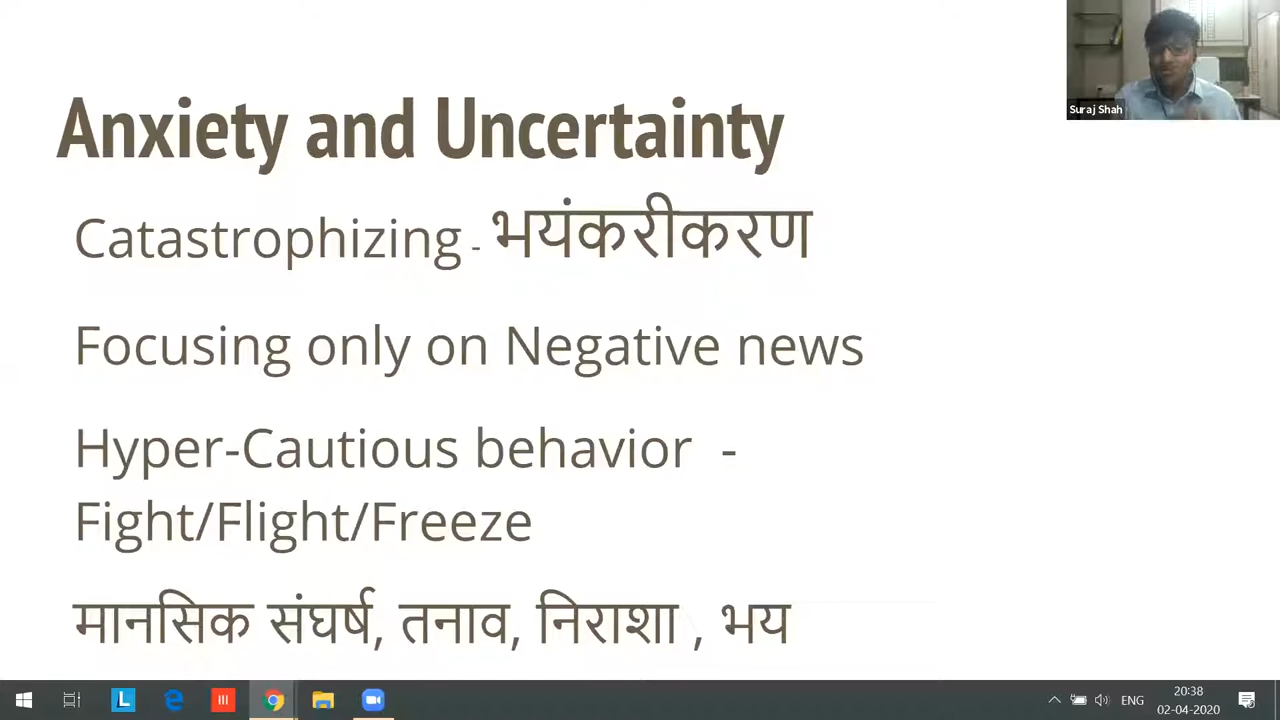 Suraj Shah
Anxiety and Uncertainty
Catastrophizing - भयंकरीकरण
Focusing only on Negative news
Hyper-Cautious behavior -
Fight/Flight/Freeze
मानसिक संघर्ष, तनाव, निराशा , भय
L
ENG
20:38
02-04-2020